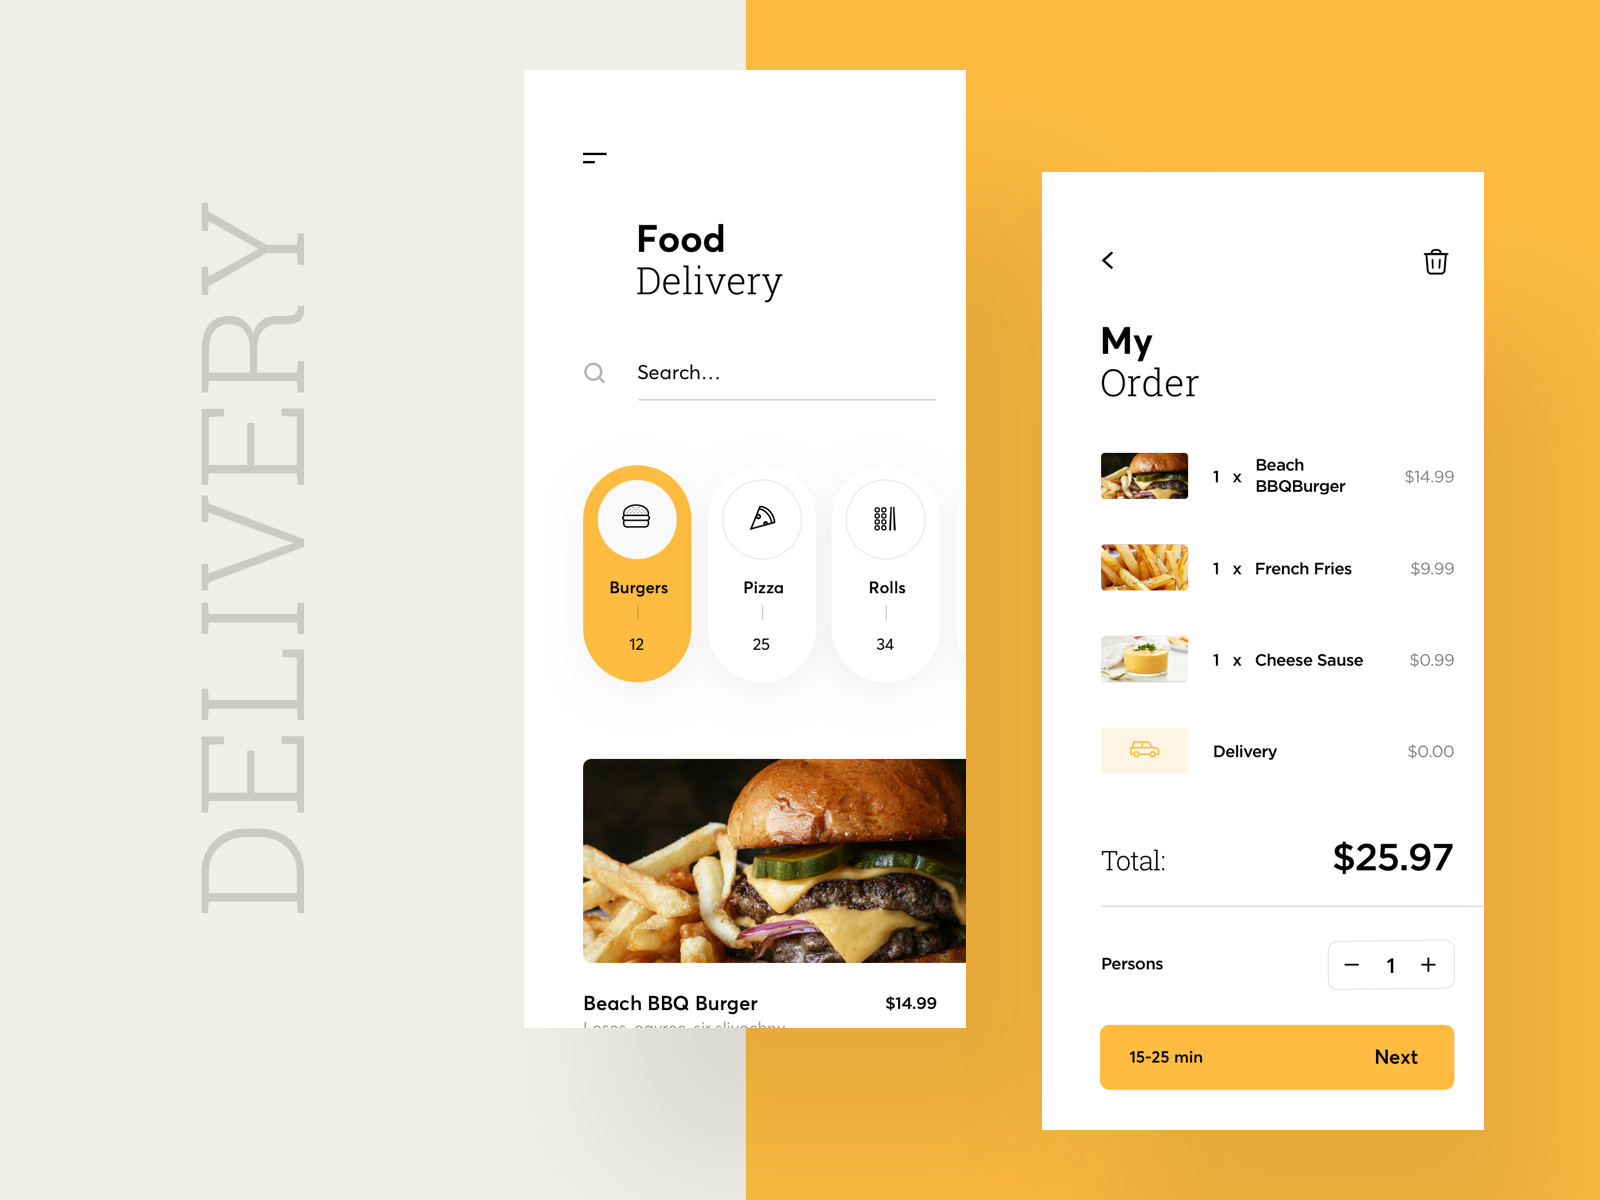 DELIVERY
Food
Delivery
Search...
Burgers
12
Pizza
25
Rolls
34
Beach BBQ Burger $14.99
My
Order
1 x Beach
BBQBurger $14.99
1 x French Fries $9.99
1 x Cheese Sause $0.99
Delivery $0.00
Total: $25.97
Persons − 1 +
15-25 min Next